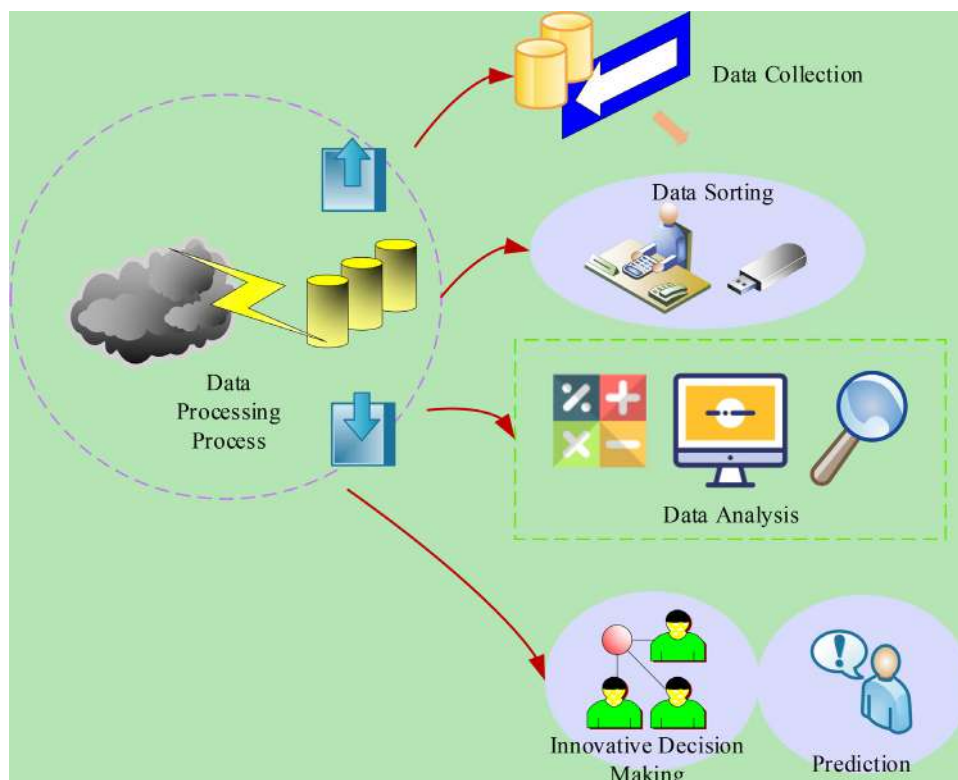 Data Collection
Data Sorting
Data
Processing
Process
Data Analysis
Innovative Decision
Making
Prediction